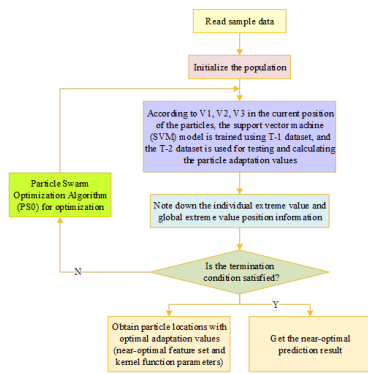 Read sample data
Initialize the population
According to V1, V2, V3 in the current position
of the particles, the support vector machine
(SVM) model is trained using T-1 dataset, and
the T-2 dataset is used for testing and calculating
the particle adaptation values
Particle Swarm
Optimization Algorithm
(PS0) for optimization
Note down the individual extreme value and
global extreme value position information
Is the termination
condition satisfied?
N
Y
Obtain particle locations with
optimal adaptation values
(near-optimal feature set and
kernel function parameters)
Get the near-optimal
prediction result